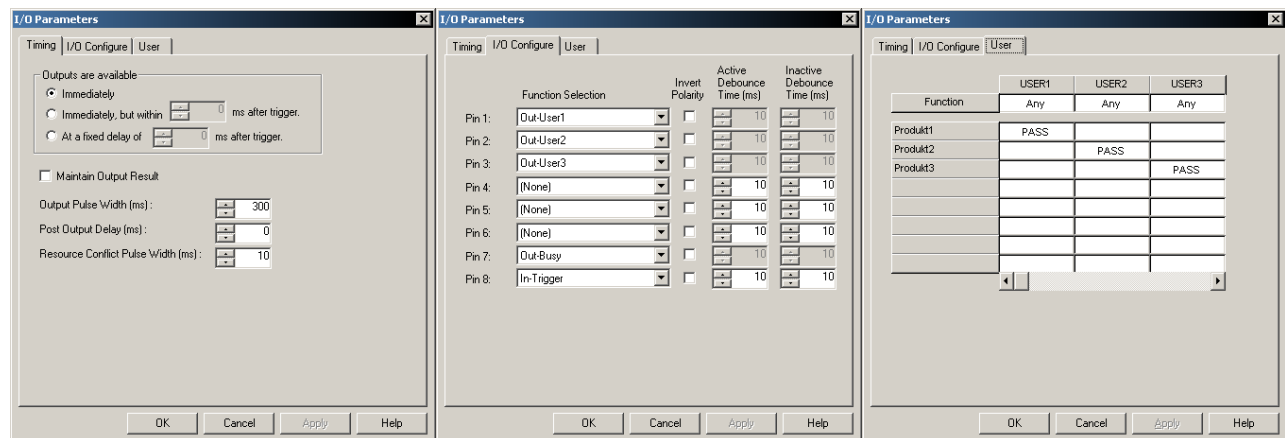 I/O Parameters
Timing I/O Configure User
Outputs are available
Immediately
Immediately, but within 0 ms after trigger.
At a fixed delay of 0 ms after trigger.
Maintain Output Result
Output Pulse Width (ms) : 300
Post Output Delay (ms) : 0
Resource Conflict Pulse Width (ms) : 10
OK Cancel Apply Help
I/O Parameters
Timing I/O Configure User
Function Selection
Invert Polarity
Active Debounce Time (ms)
Inactive Debounce Time (ms)
Pin 1: Out-User1 10 10
Pin 2: Out-User2 10 10
Pin 3: Out-User3 10 10
Pin 4: (None) 10 10
Pin 5: (None) 10 10
Pin 6: (None) 10 10
Pin 7: Out-Busy 10 10
Pin 8: In-Trigger 10 10
OK Cancel Apply Help
I/O Parameters
Timing I/O Configure User
USER1 USER2 USER3
Function Any Any Any
Produkt1 PASS
Produkt2 PASS
Produkt3 PASS
OK Cancel Apply Help